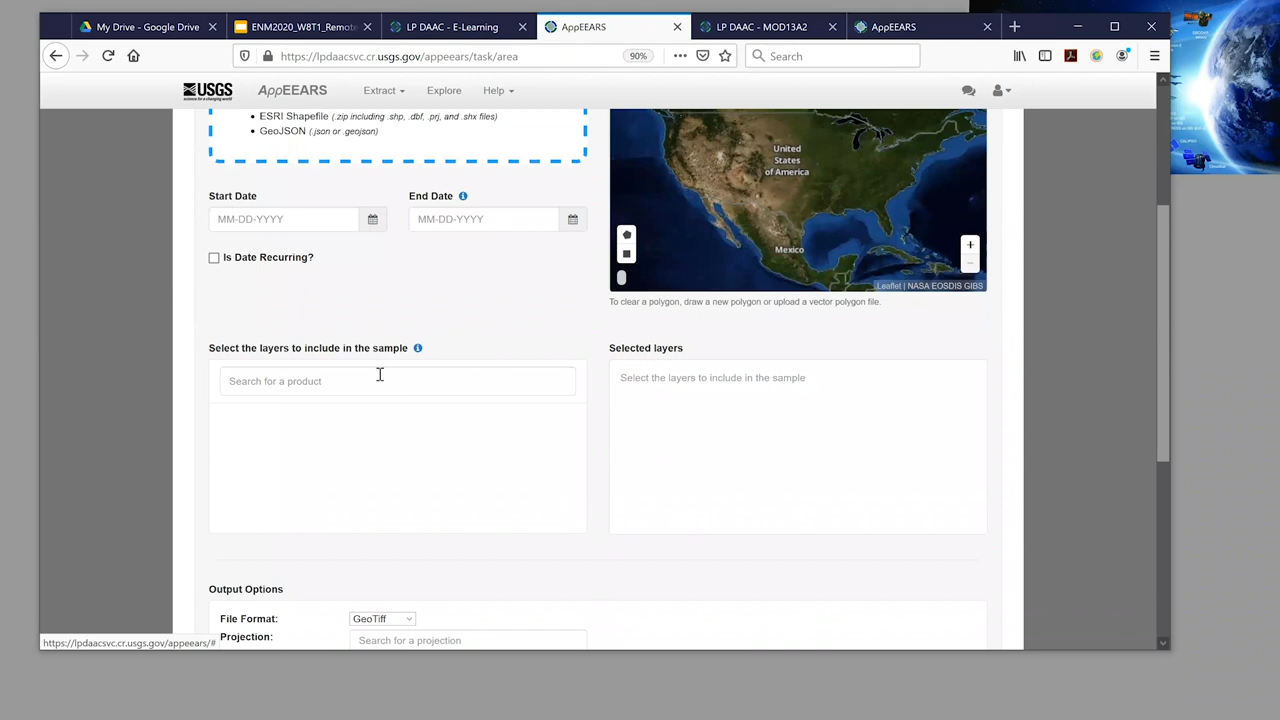 My Drive - Google Drive
ENM2020_W8T1_Remote
LP DAAC - E-Learning
AppEEARS
LP DAAC - MOD13A2
AppEEARS
https://lpdaacsvc.cr.usgs.gov/appeears/task/area
90%
Search
USGS
science for a changing world
AppEEARS
Extract
Explore
Help
ESRI Shapefile (.zip including .shp, .dbf, .prj, and .shx files)
GeoJSON (.json or .geojson)
United
States
of America
Mexico
Leaflet | NASA EOSDIS GIBS
To clear a polygon, draw a new polygon or upload a vector polygon file.
Start Date
End Date
MM-DD-YYYY
MM-DD-YYYY
Is Date Recurring?
Select the layers to include in the sample
Selected layers
Search for a product
Select the layers to include in the sample
Output Options
File Format:
GeoTiff
Projection:
Search for a projection
https://lpdaacsvc.cr.usgs.gov/appeears/#